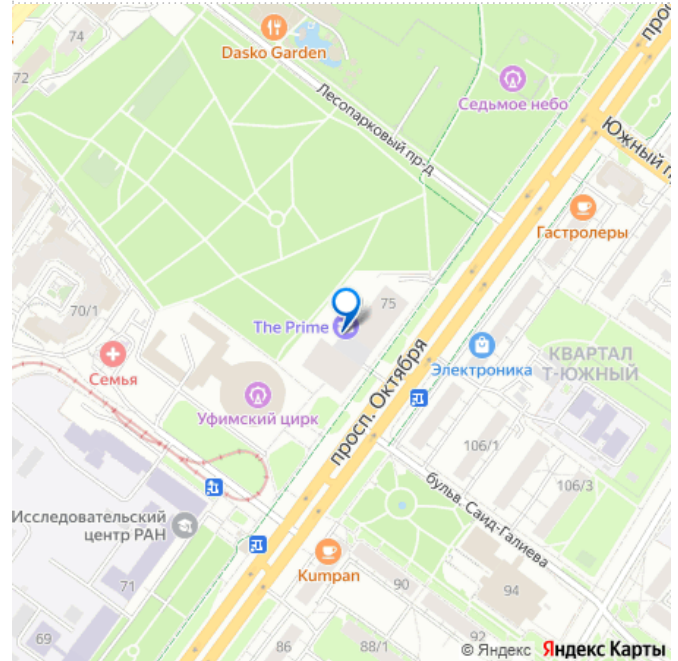 74
72
Dasko Garden
Лесопарковый пр-д
Седьмое небо
Южный п
Гастролеры
70/1
The Prime
75
Семья
Уфимский цирк
просп. Октября
Электроника
КВАРТАЛ
Т-ЮЖНЫЙ
106/1
106/3
бульв. Саид-Галиева
Исследовательский
центр РАН
Kumpan
71
90
94
69
86
88/1
92
© Яндекс Яндекс Карты